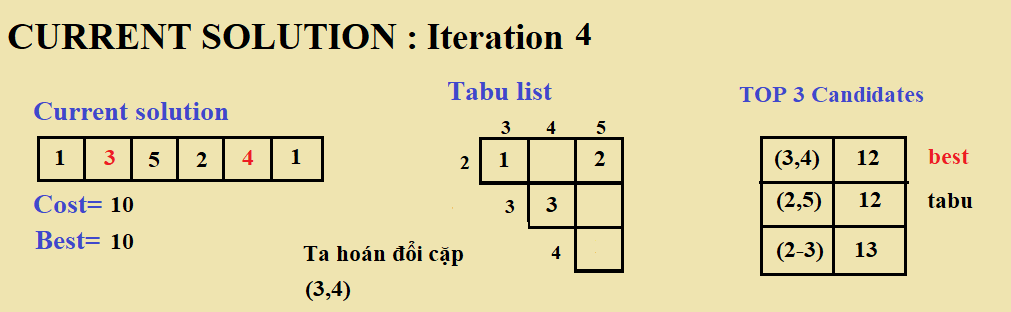 CURRENT SOLUTION : Iteration 4
Current solution
1 3 5 2 4 1
Cost= 10
Best= 10
Ta hoán đổi cặp
(3,4)
Tabu list
3 4 5
2 1 2
3 3
4
TOP 3 Candidates
(3,4) 12 best
(2,5) 12 tabu
(2-3) 13